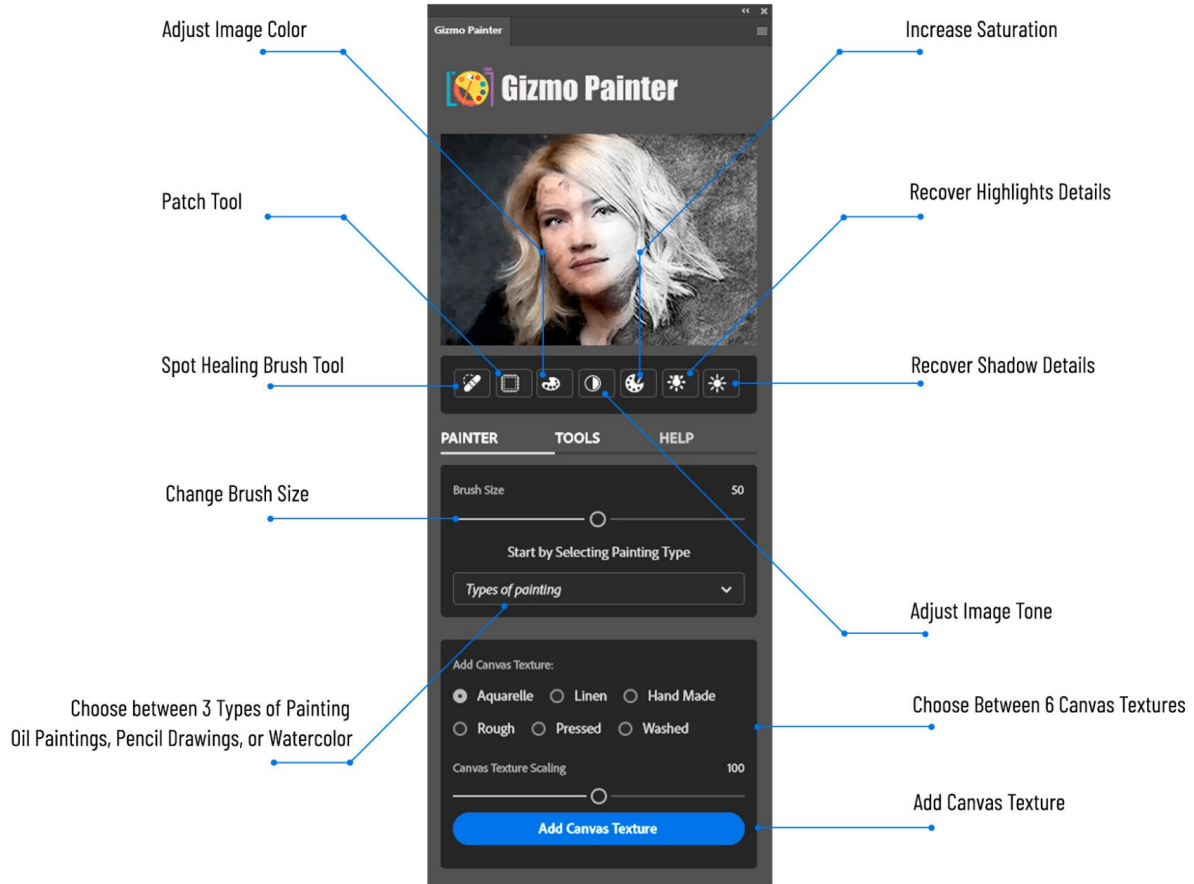 Gizmo Painter
Gizmo Painter
Adjust Image Color
Increase Saturation
Patch Tool
Recover Highlights Details
Spot Healing Brush Tool
Recover Shadow Details
PAINTER TOOLS HELP
Change Brush Size
Brush Size 50
Start by Selecting Painting Type
Types of painting
Adjust Image Tone
Add Canvas Texture:
Aquarelle Linen Hand Made
Rough Pressed Washed
Choose between 3 Types of Painting
Oil Paintings, Pencil Drawings, or Watercolor
Choose Between 6 Canvas Textures
Canvas Texture Scaling 100
Add Canvas Texture
Add Canvas Texture